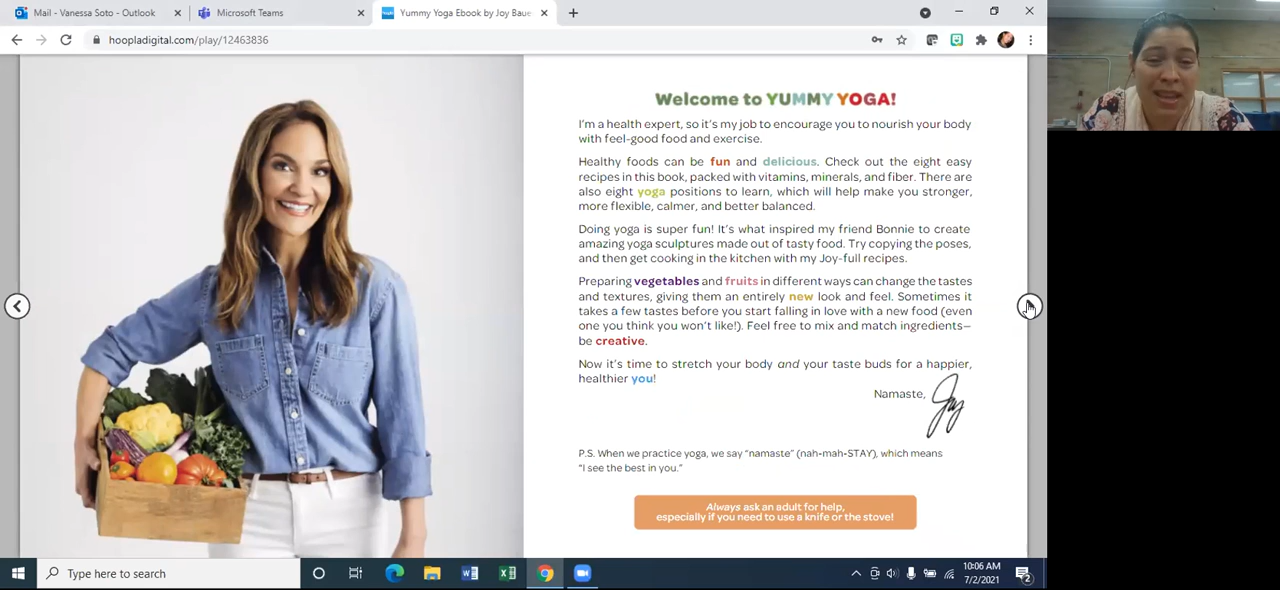 Mail - Vanessa Soto - Outlook
Microsoft Teams
Yummy Yoga Ebook by Joy Baue
hoopladigital.com/play/12463836
Welcome to YUMMY YOGA!
I'm a health expert, so it's my job to encourage you to nourish your body
with feel-good food and exercise.
Healthy foods can be fun and delicious. Check out the eight easy
recipes in this book, packed with vitamins, minerals, and fiber. There are
also eight yoga positions to learn, which will help make you stronger,
more flexible, calmer, and better balanced.
Doing yoga is super fun! It's what inspired my friend Bonnie to create
amazing yoga sculptures made out of tasty food. Try copying the poses,
and then get cooking in the kitchen with my Joy-full recipes.
Preparing vegetables and fruits in different ways can change the tastes
and textures, giving them an entirely new look and feel. Sometimes it
takes a few tastes before you start falling in love with a new food (even
one you think you won't like!). Feel free to mix and match ingredients—
be creative.
Now it's time to stretch your body and your taste buds for a happier,
healthier you!
Namaste,
Joy
P.S. When we practice yoga, we say "namaste" (nah-mah-STAY), which means
"I see the best in you."
Always ask an adult for help,
especially if you need to use a knife or the stove!
Type here to search
10:06 AM
7/2/2021
2